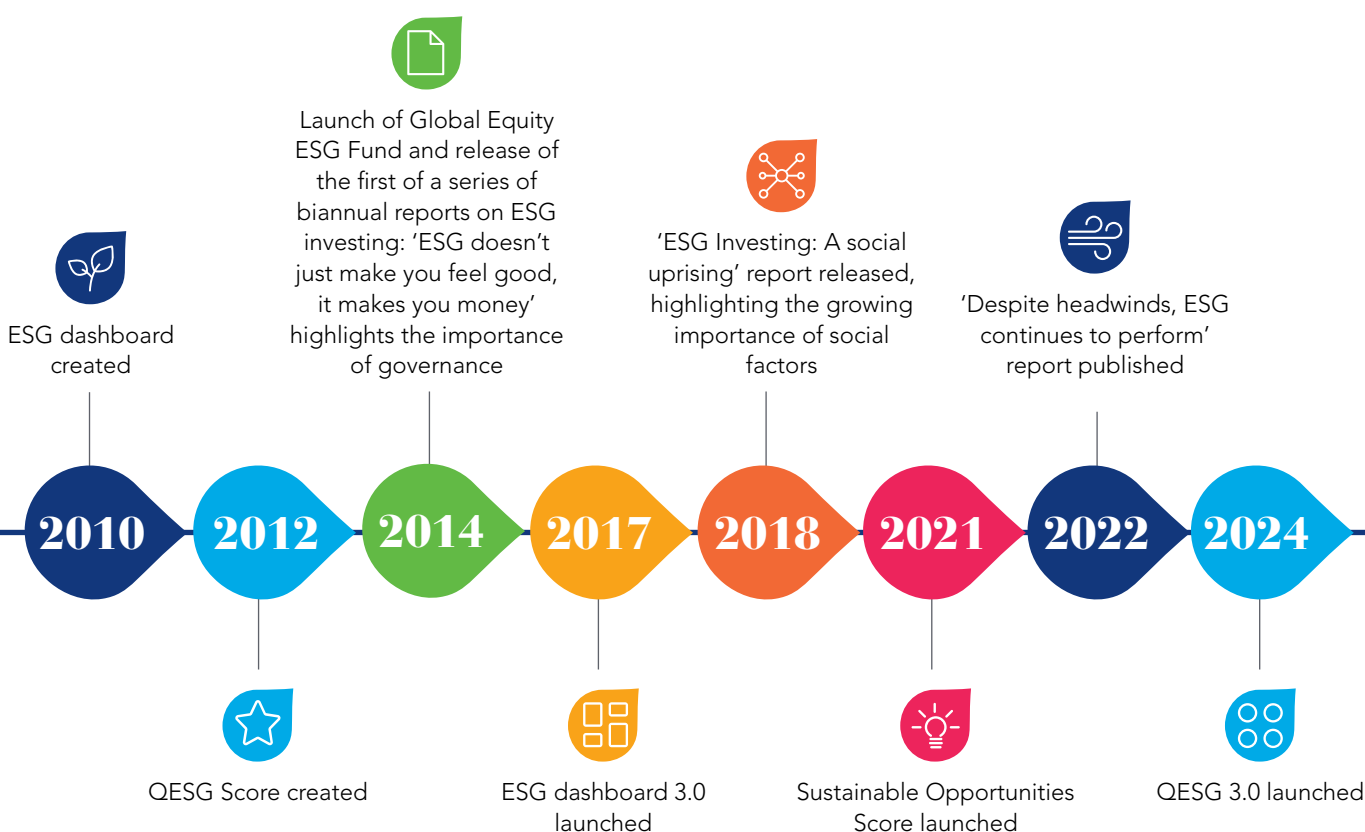 ESG dashboard
created
Launch of Global Equity
ESG Fund and release of
the first of a series of
biannual reports on ESG
investing: ‘ESG doesn’t
just make you feel good,
it makes you money’
highlights the importance
of governance
‘ESG Investing: A social
uprising’ report released,
highlighting the growing
importance of social
factors
‘Despite headwinds, ESG
continues to perform’
report published
2010
2012
2014
2017
2018
2021
2022
2024
QESG Score created
ESG dashboard 3.0
launched
Sustainable Opportunities
Score launched
QESG 3.0 launched